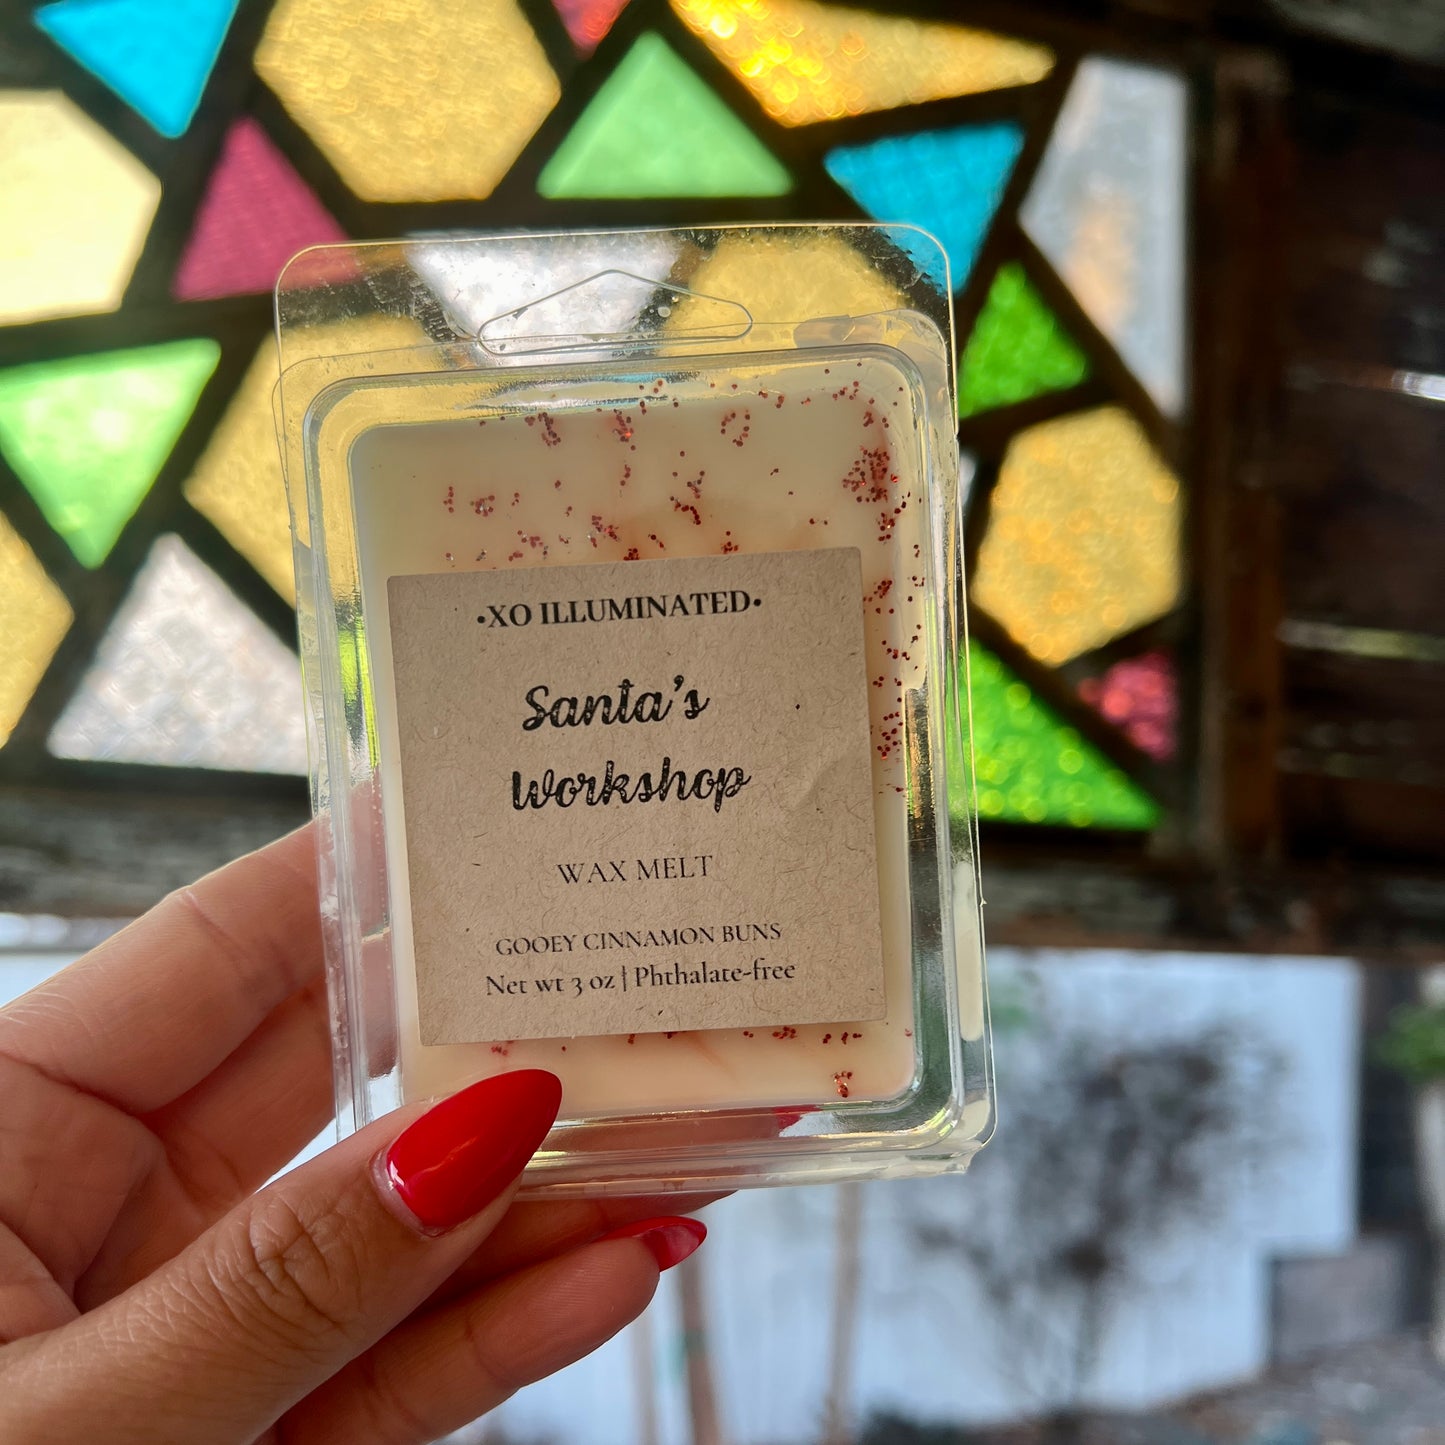 •XO ILLUMINATED•
Santa's
Workshop
WAX MELT
GOOEY CINNAMON BUNS
Net wt 3 oz | Phthalate-free